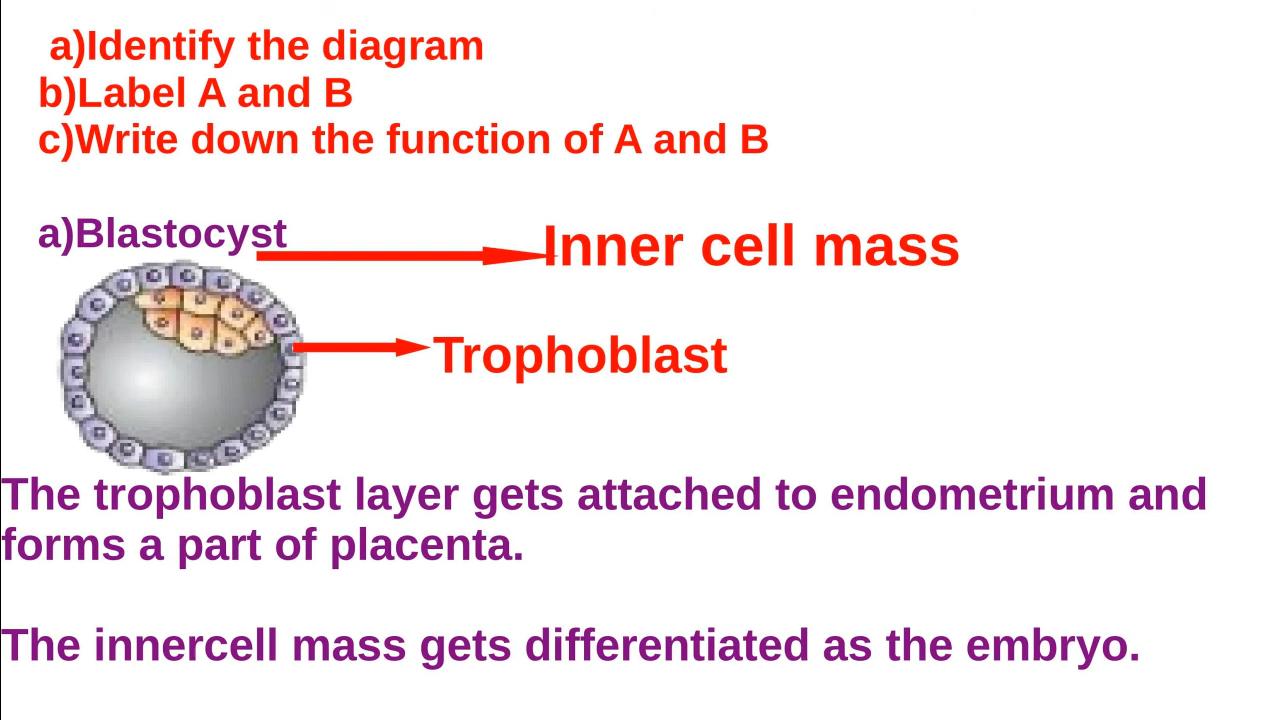 a)Identify the diagram
b)Label A and B
c)Write down the function of A and B
a)Blastocyst
Inner cell mass
Trophoblast
The trophoblast layer gets attached to endometrium and
forms a part of placenta.
The innercell mass gets differentiated as the embryo.